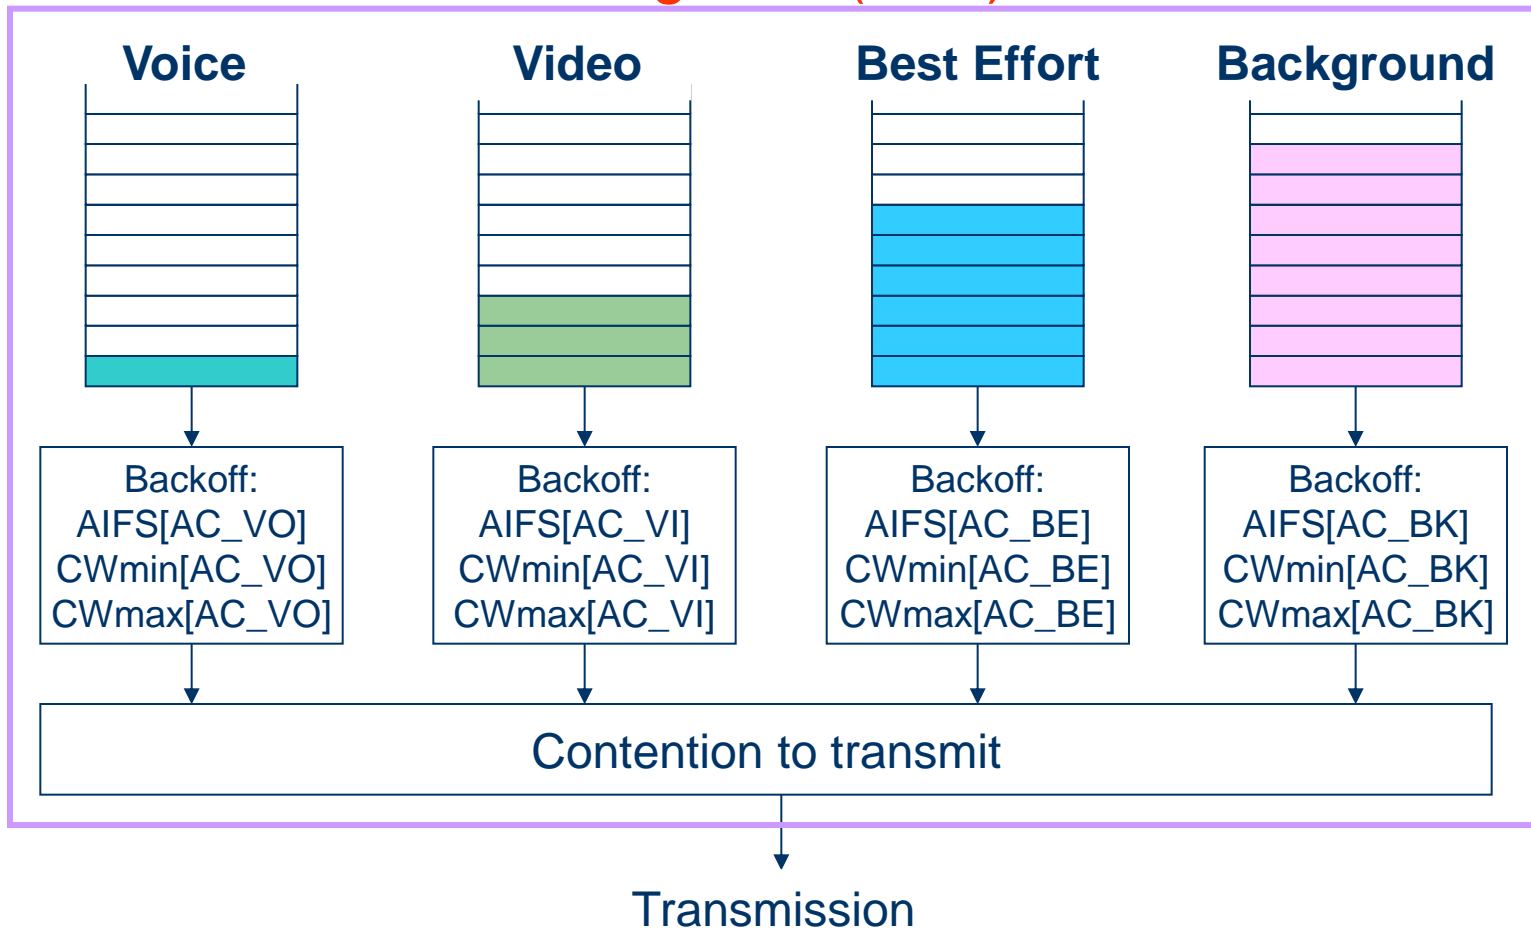 Voice
Video
Best Effort
Background
Backoff:
AIFS[AC_VO]
CWmin[AC_VO]
CWmax[AC_VO]
Backoff:
AIFS[AC_VI]
CWmin[AC_VI]
CWmax[AC_VI]
Backoff:
AIFS[AC_BE]
CWmin[AC_BE]
CWmax[AC_BE]
Backoff:
AIFS[AC_BK]
CWmin[AC_BK]
CWmax[AC_BK]
Contention to transmit
Transmission